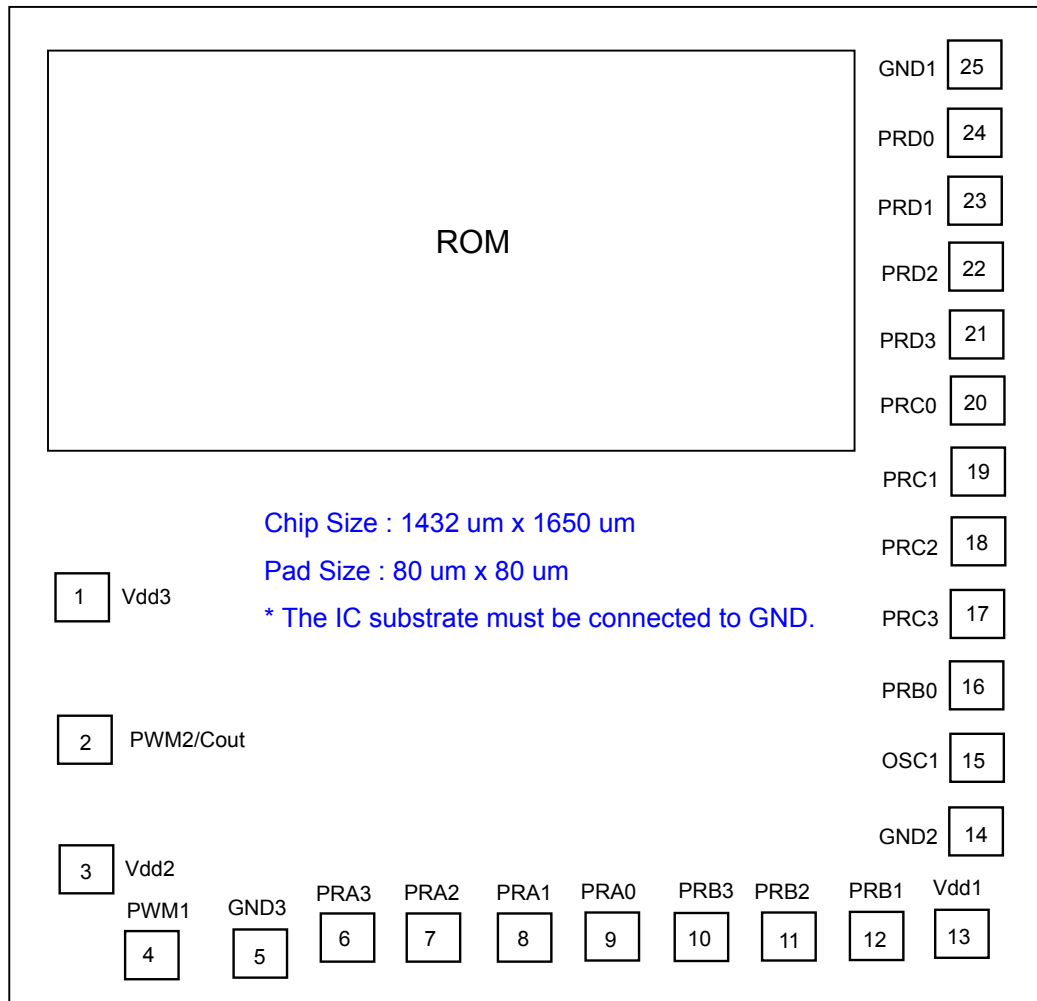 GND1 25
PRD0 24
PRD1 23
ROM
PRD2 22
PRD3 21
PRC0 20
PRC1 19
Chip Size : 1432 um x 1650 um
PRC2 18
Pad Size : 80 um x 80 um
1 Vdd3
* The IC substrate must be connected to GND.
PRC3 17
PRB0 16
2 PWM2/Cout
OSC1 15
GND2 14
3 Vdd2
PWM1 GND3 PRA3 PRA2 PRA1 PRA0 PRB3 PRB2 PRB1 Vdd1
4 5 6 7 8 9 10 11 12 13